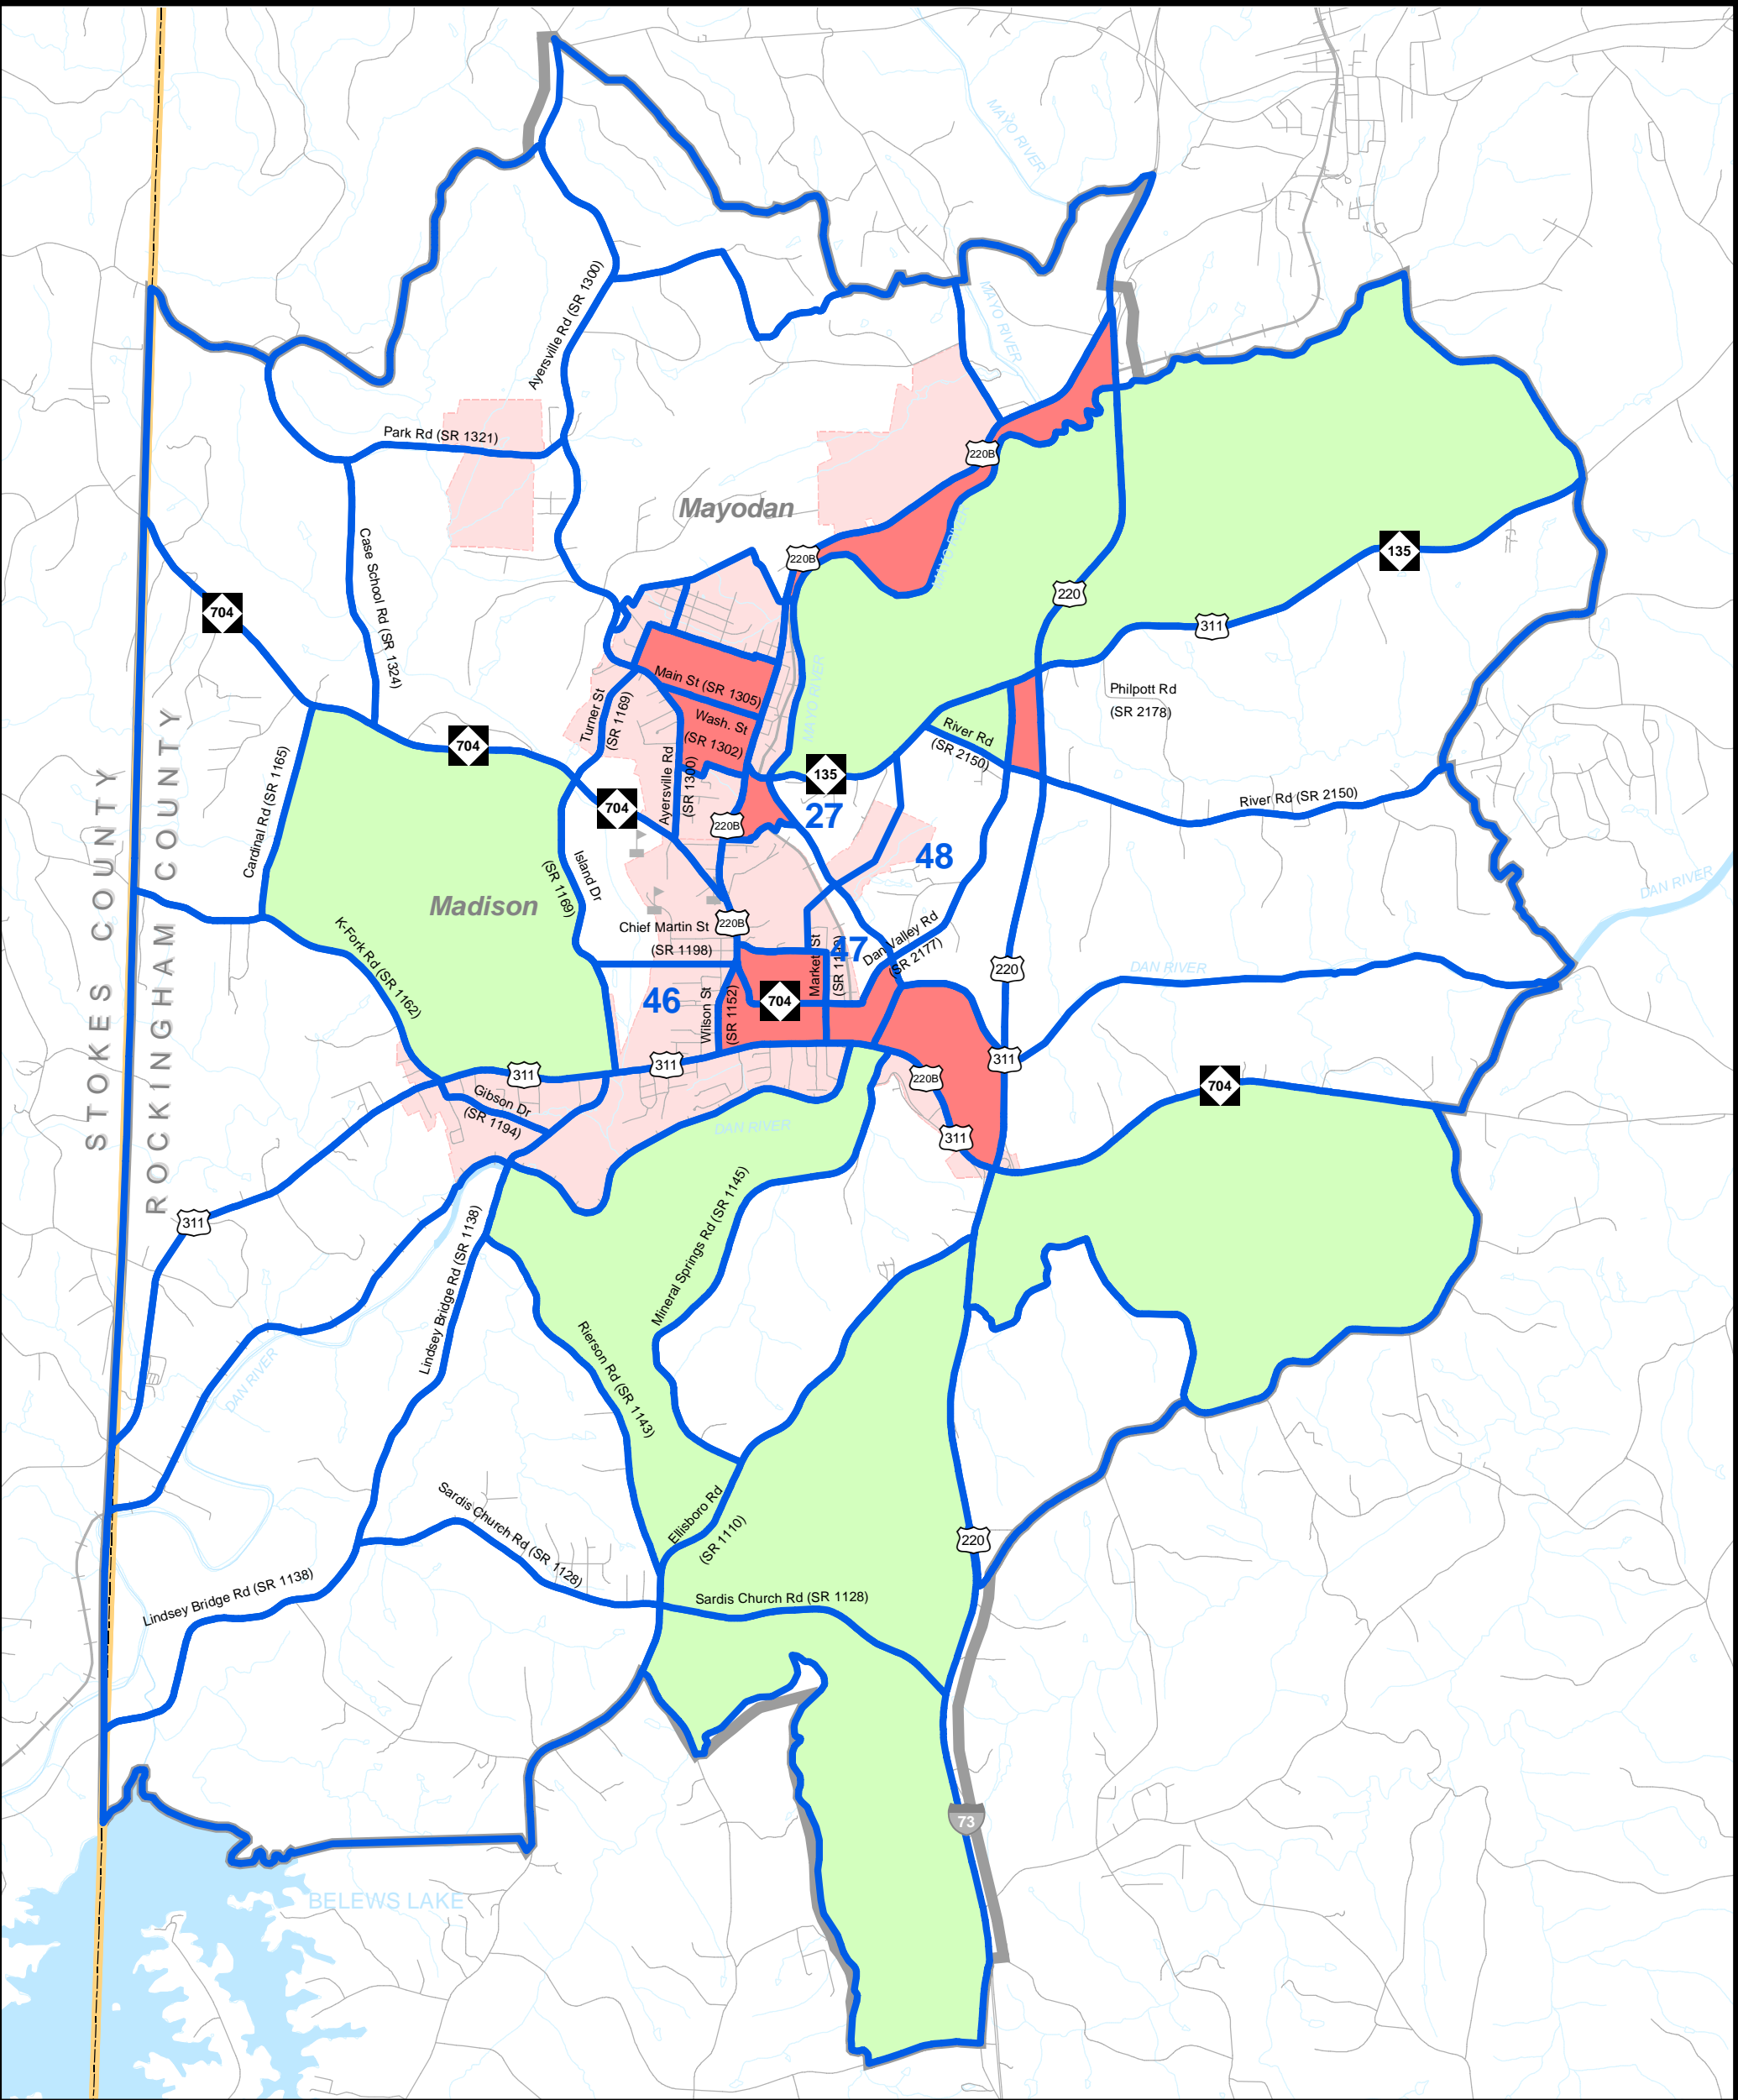 MAYO RIVER
MAYO RIVER
Ayersville Rd (SR 1300)
Park Rd (SR 1321)
220B
Mayodan
220B
135
Case School Rd (SR 1324)
704
220
311
MAYO RIVER
Main St (SR 1305)
Philpott Rd
(SR 2178)
Turner St
(SR 1169)
Wash. St
(SR 1302)
River Rd
(SR 2150)
704
135
Ayersville Rd
(SR 1300)
River Rd (SR 2150)
704
27
220B
Cardinal Rd (SR 1165)
STOKES COUNTY
ROCKINGHAM COUNTY
48
Island Dr
(SR 1169)
DAN RIVER
Madison
K-Fork Rd (SR 1162)
Chief Martin St
(SR 1198)
220B
47
Market St
Dan Valley Rd
(SR 2177)
DAN RIVER
220
46
Wilson St
(SR 1152)
704
311
311
311
220B
704
Gibson Dr
(SR 1194)
DAN RIVER
311
311
Mineral Springs Rd (SR 1145)
Lindsey Bridge Rd (SR 1138)
DAN RIVER
Rierson Rd (SR 1143)
Ellisboro Rd
(SR 1110)
Sardis Church Rd (SR 1128)
220
Lindsey Bridge Rd (SR 1138)
Sardis Church Rd (SR 1128)
73
BELEWS LAKE